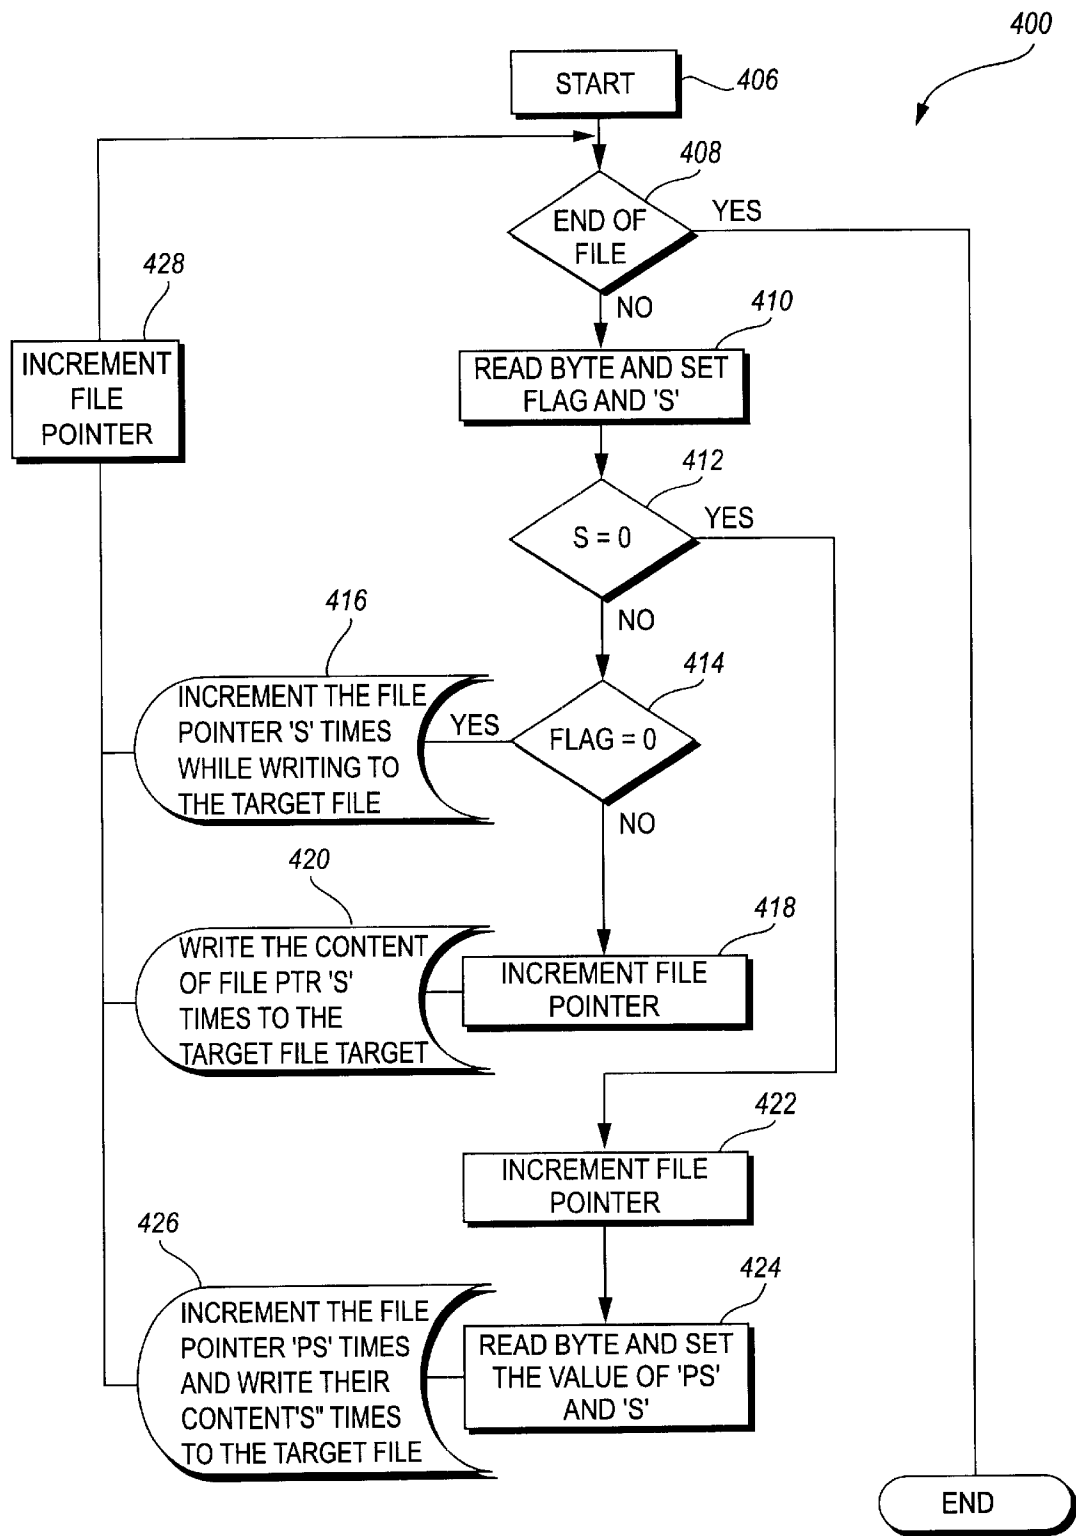 400
START
406
408
END OF
FILE
YES
NO
428
INCREMENT
FILE
POINTER
410
READ BYTE AND SET
FLAG AND 'S'
412
S = 0
YES
NO
416
INCREMENT THE FILE
POINTER 'S' TIMES
WHILE WRITING TO
THE TARGET FILE
414
FLAG = 0
YES
NO
420
WRITE THE CONTENT
OF FILE PTR 'S'
TIMES TO THE
TARGET FILE TARGET
418
INCREMENT FILE
POINTER
422
INCREMENT FILE
POINTER
426
INCREMENT THE FILE
POINTER 'PS' TIMES
AND WRITE THEIR
CONTENT'S" TIMES
TO THE TARGET FILE
424
READ BYTE AND SET
THE VALUE OF 'PS'
AND 'S'
END